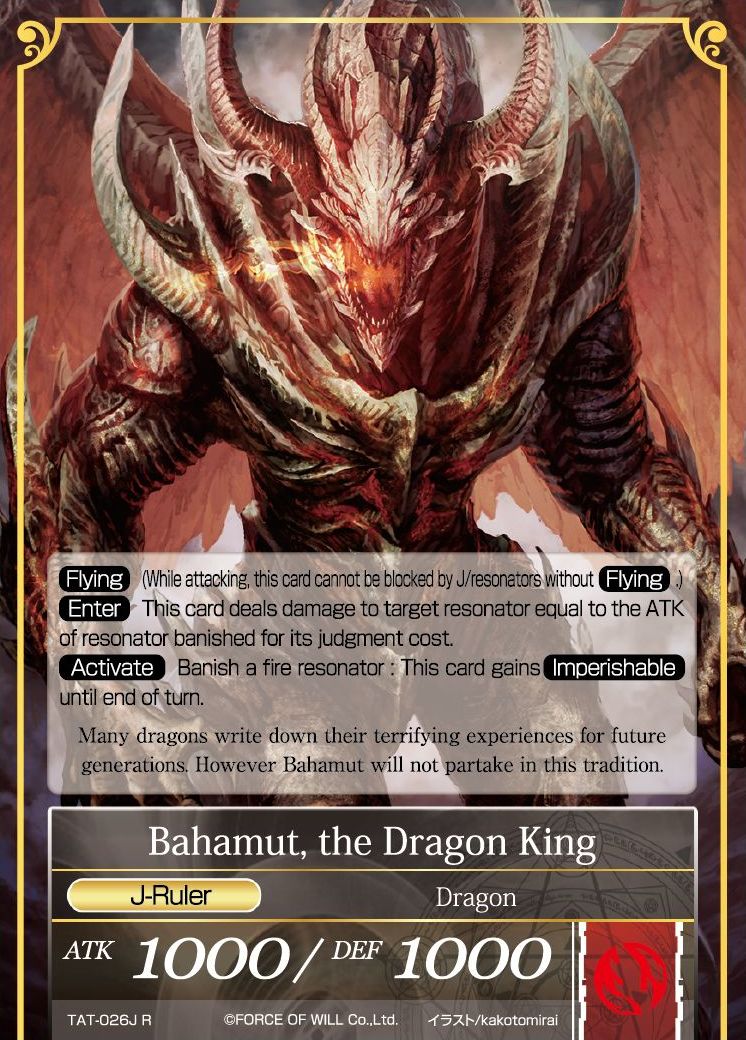 Flying (While attacking, this card cannot be blocked by J/resonators without Flying .)
Enter This card deals damage to target resonator equal to the ATK
of resonator banished for its judgment cost.
Activate Banish a fire resonator : This card gains Imperishable
until end of turn.
Many dragons write down their terrifying experiences for future
generations. However Bahamut will not partake in this tradition.
Bahamut, the Dragon King
J-Ruler Dragon
ATK 1000 / DEF 1000
TAT-026J R ©FORCE OF WILL Co.,Ltd. イラスト/kakotomirai